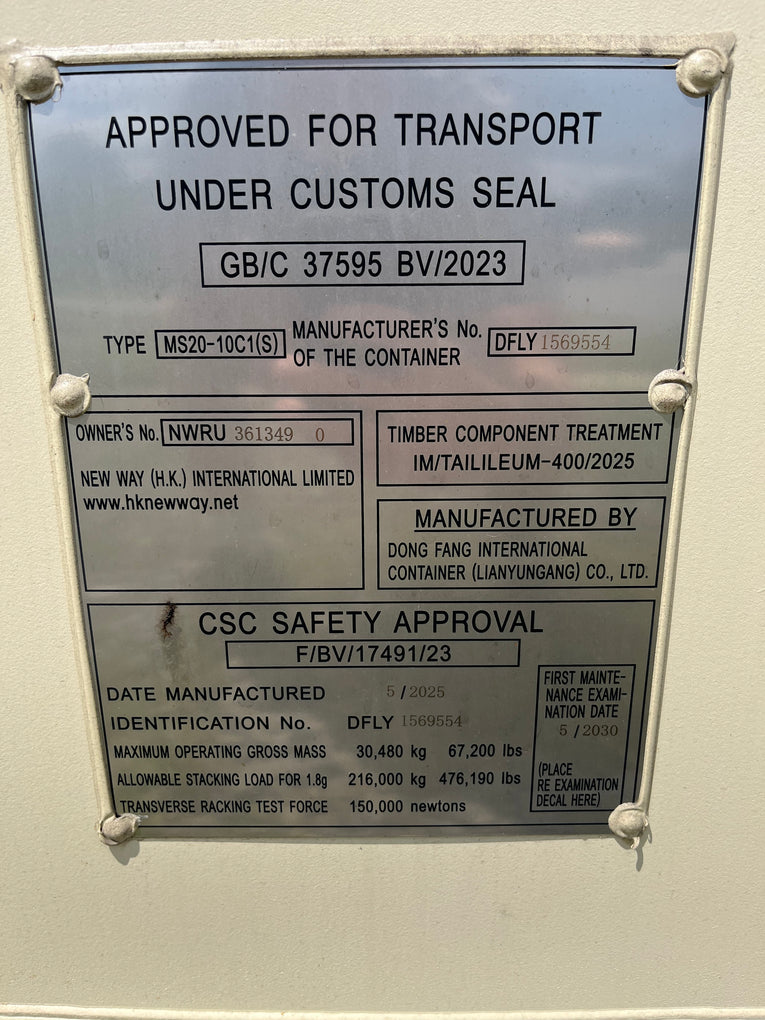 APPROVED FOR TRANSPORT
UNDER CUSTOMS SEAL
GB/C 37595 BV/2023
TYPE MS20-10C1(S) MANUFACTURER'S No. OF THE CONTAINER DFLY 1569554
OWNER'S No. NWRU 361349 0
NEW WAY (H.K.) INTERNATIONAL LIMITED
www.hknewway.net
TIMBER COMPONENT TREATMENT
IM/TAILILEUM-400/2025
MANUFACTURED BY
DONG FANG INTERNATIONAL
CONTAINER (LIANYUNGANG) CO., LTD.
CSC SAFETY APPROVAL
F/BV/17491/23
DATE MANUFACTURED 5 / 2025
IDENTIFICATION No. DFLY 1569554
MAXIMUM OPERATING GROSS MASS 30,480 kg 67,200 lbs
ALLOWABLE STACKING LOAD FOR 1.8g 216,000 kg 476,190 lbs
TRANSVERSE RACKING TEST FORCE 150,000 newtons
FIRST MAINTE-
NANCE EXAMI-
NATION DATE
5 / 2030
(PLACE
RE EXAMINATION
DECAL HERE)